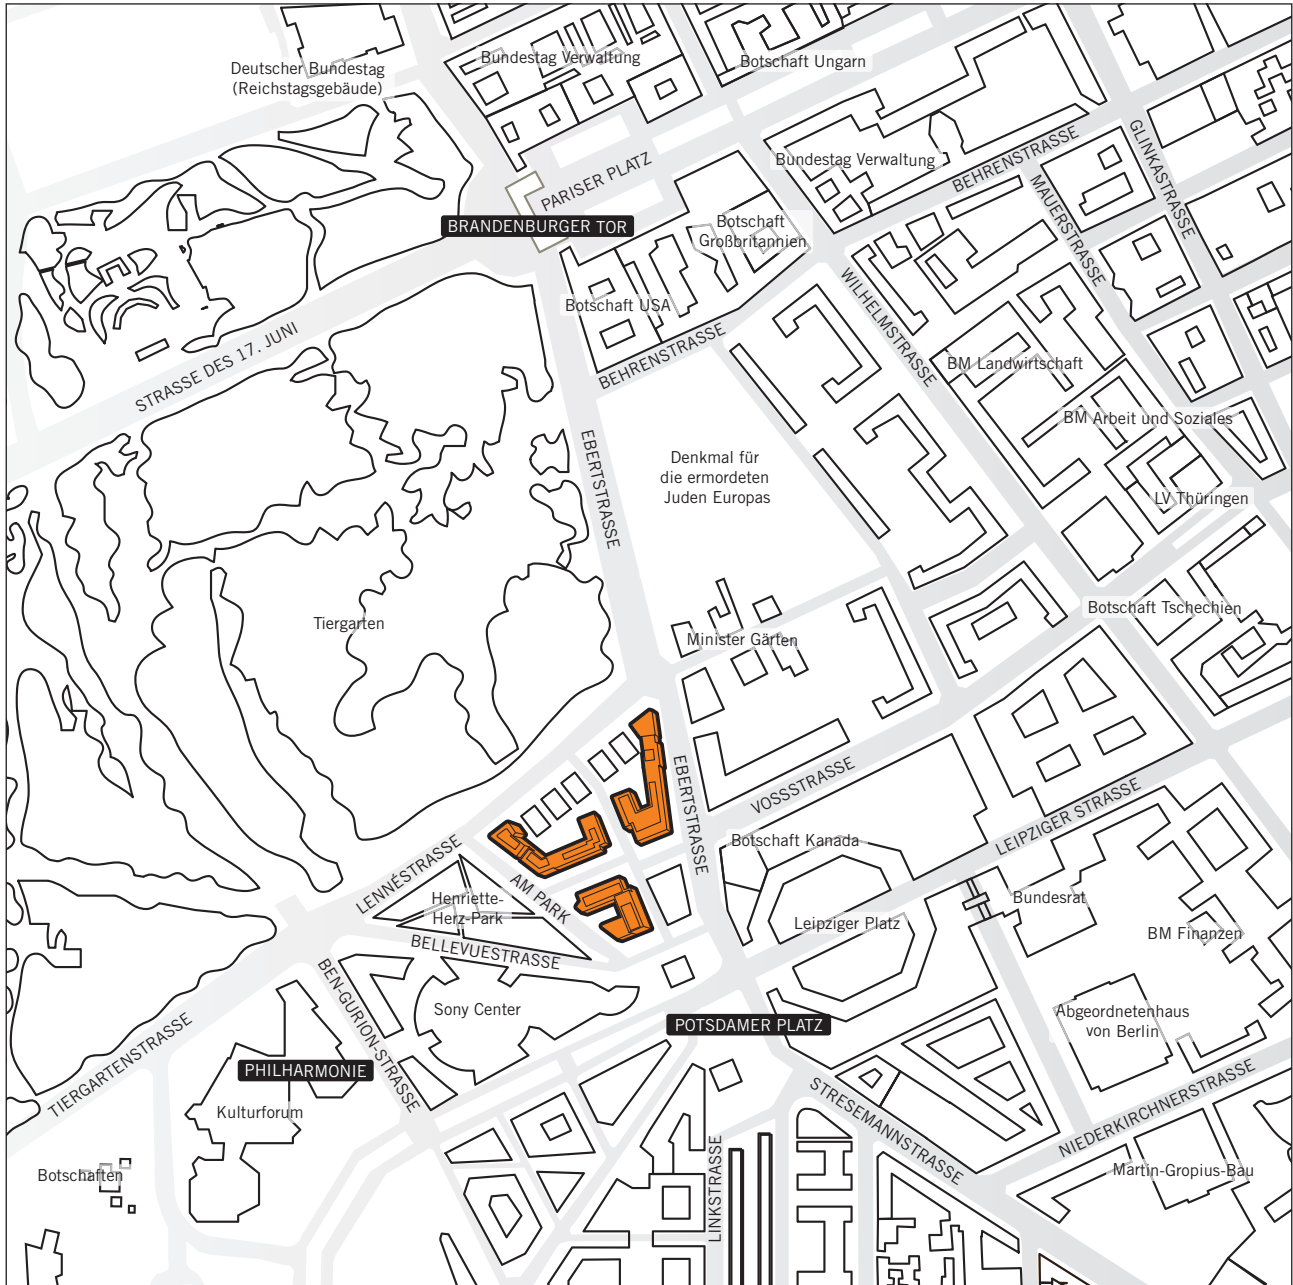 Bundestag Verwaltung
Botschaft Ungarn
Deutscher Bundestag
(Reichstagsgebäude)
GLINKASTRASSE
BEHRENSTRASSE
Bundestag Verwaltung
PARISER PLATZ
MAUERSTRASSE
BRANDENBURGER TOR
Botschaft
Großbritannien
WILHELMSTRASSE
Botschaft USA
STRASSE DES 17. JUNI
BEHRENSTRASSE
BM Landwirtschaft
BM Arbeit und Soziales
EBERTSTRASSE
Denkmal für
die ermordeten
Juden Europas
LV Thüringen
Botschaft Tschechien
Tiergarten
Minister Gärten
EBERTSTRASSE
VOSSSTRASSE
LEIPZIGER STRASSE
Botschaft Kanada
LENNÉSTRASSE
AM PARK
Henriette-
Herz-Park
Bundesrat
Leipziger Platz
BM Finanzen
BELLEVUESTRASSE
BEN-GURION-STRASSE
Sony Center
Abgeordnetenhaus
von Berlin
POTSDAMER PLATZ
TIERGARTENSTRASSE
PHILHARMONIE
Kulturforum
STRESEMANNSTRASSE
NIEDERKIRCHNERSTRASSE
Botschaften
Martin-Gropius-Bau
LINKSTRASSE